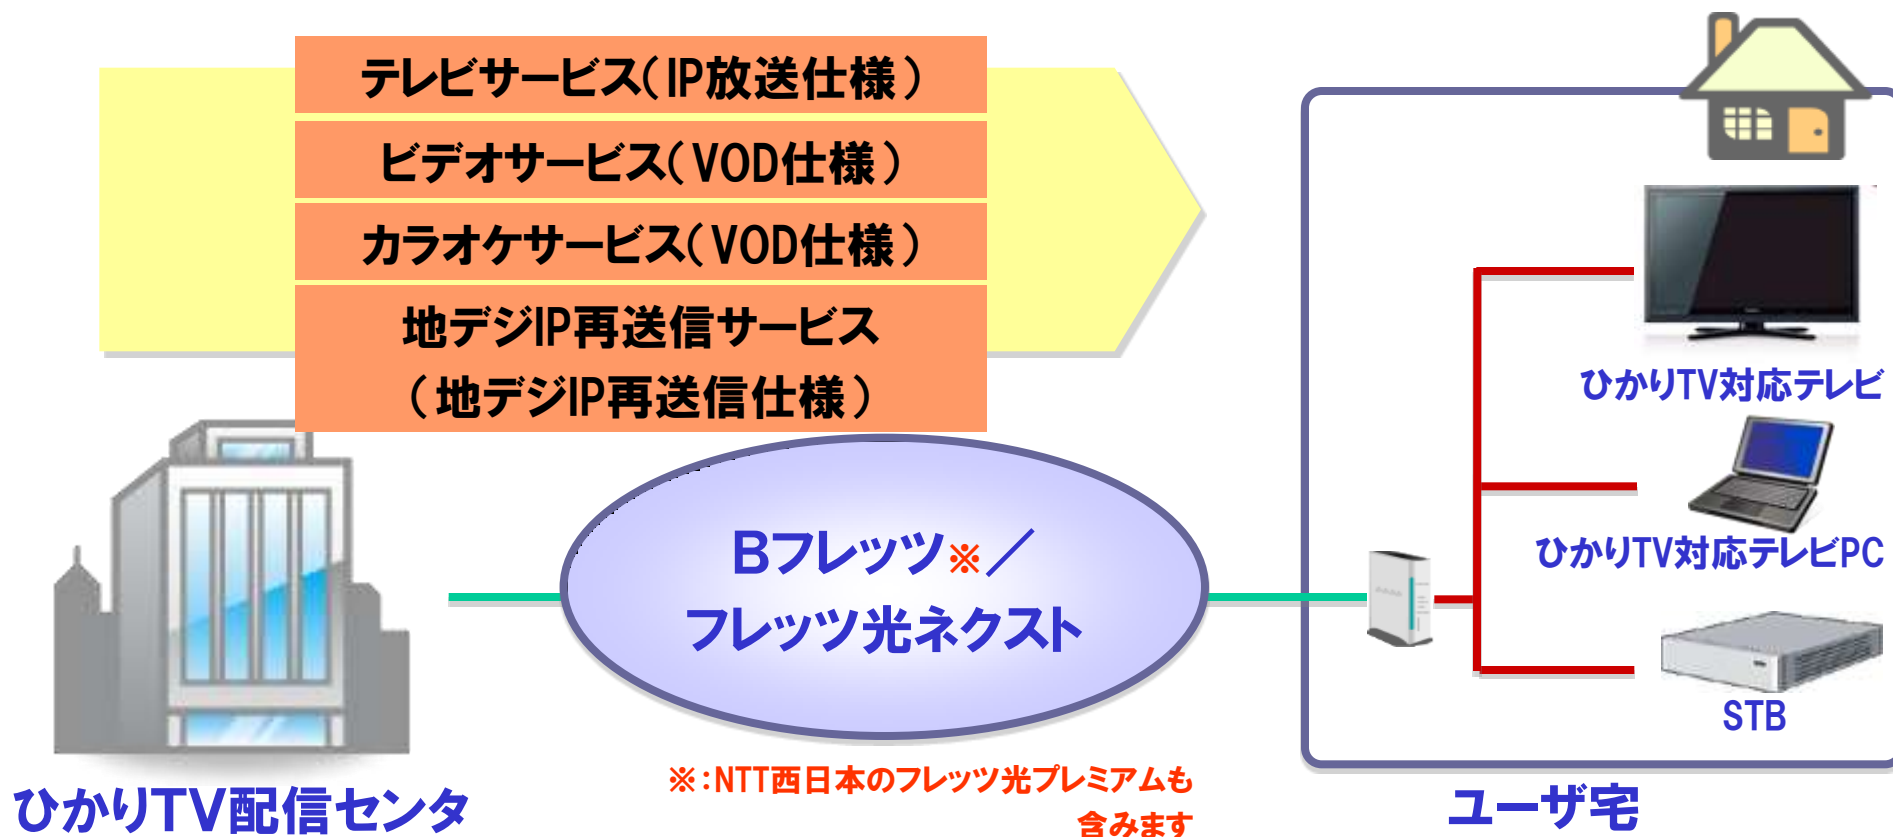 テレビサービス(IP放送仕様)
ビデオサービス(VOD仕様)
カラオケサービス(VOD仕様)
地デジIP再送信サービス
(地デジIP再送信仕様)
ひかりTV対応テレビ
ひかりTV対応テレビPC
STB
Bフレッツ※／
フレッツ光ネクスト
※:NTT西日本のフレッツ光プレミアムも
含みます
ひかりTV配信センタ
ユーザ宅